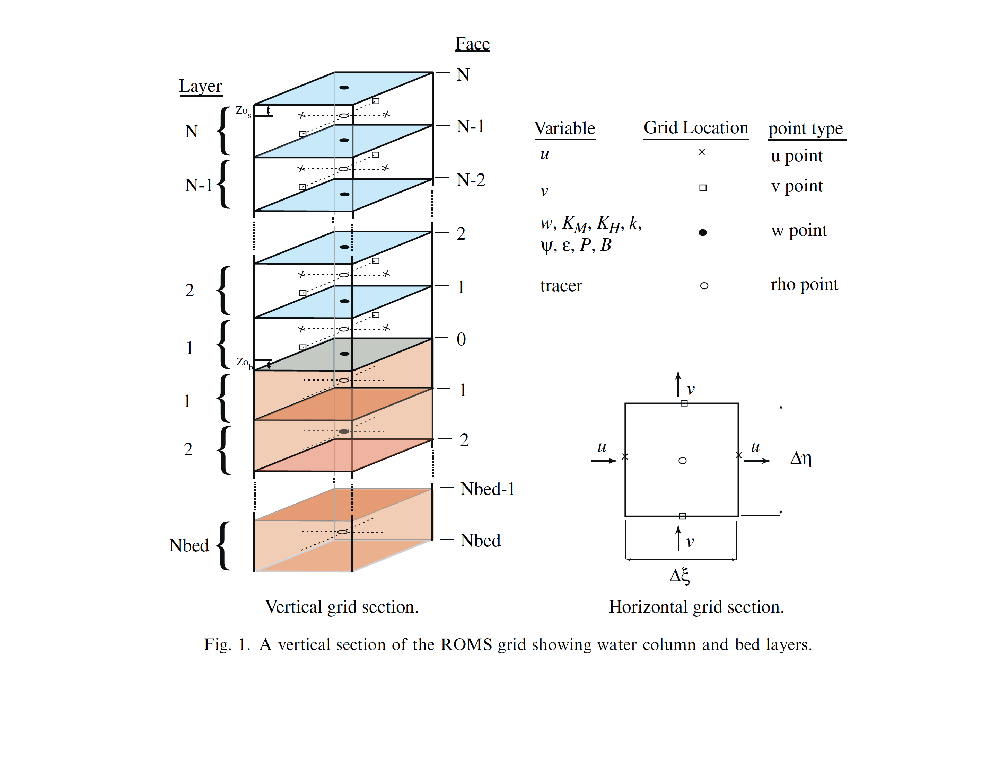 Face
Layer
N
N-1
N-2
2
1
0
1
2
Nbed-1
Nbed
Zo_s
N
N-1
2
1
Zo_b
1
2
Nbed
Vertical grid section.
Variable Grid Location point type
u × u point
v □ v point
w, K_M, K_H, k,
ψ, ε, P, B ● w point
tracer ○ rho point
v
u
u
Δη
v
Δξ
Horizontal grid section.
Fig. 1. A vertical section of the ROMS grid showing water column and bed layers.